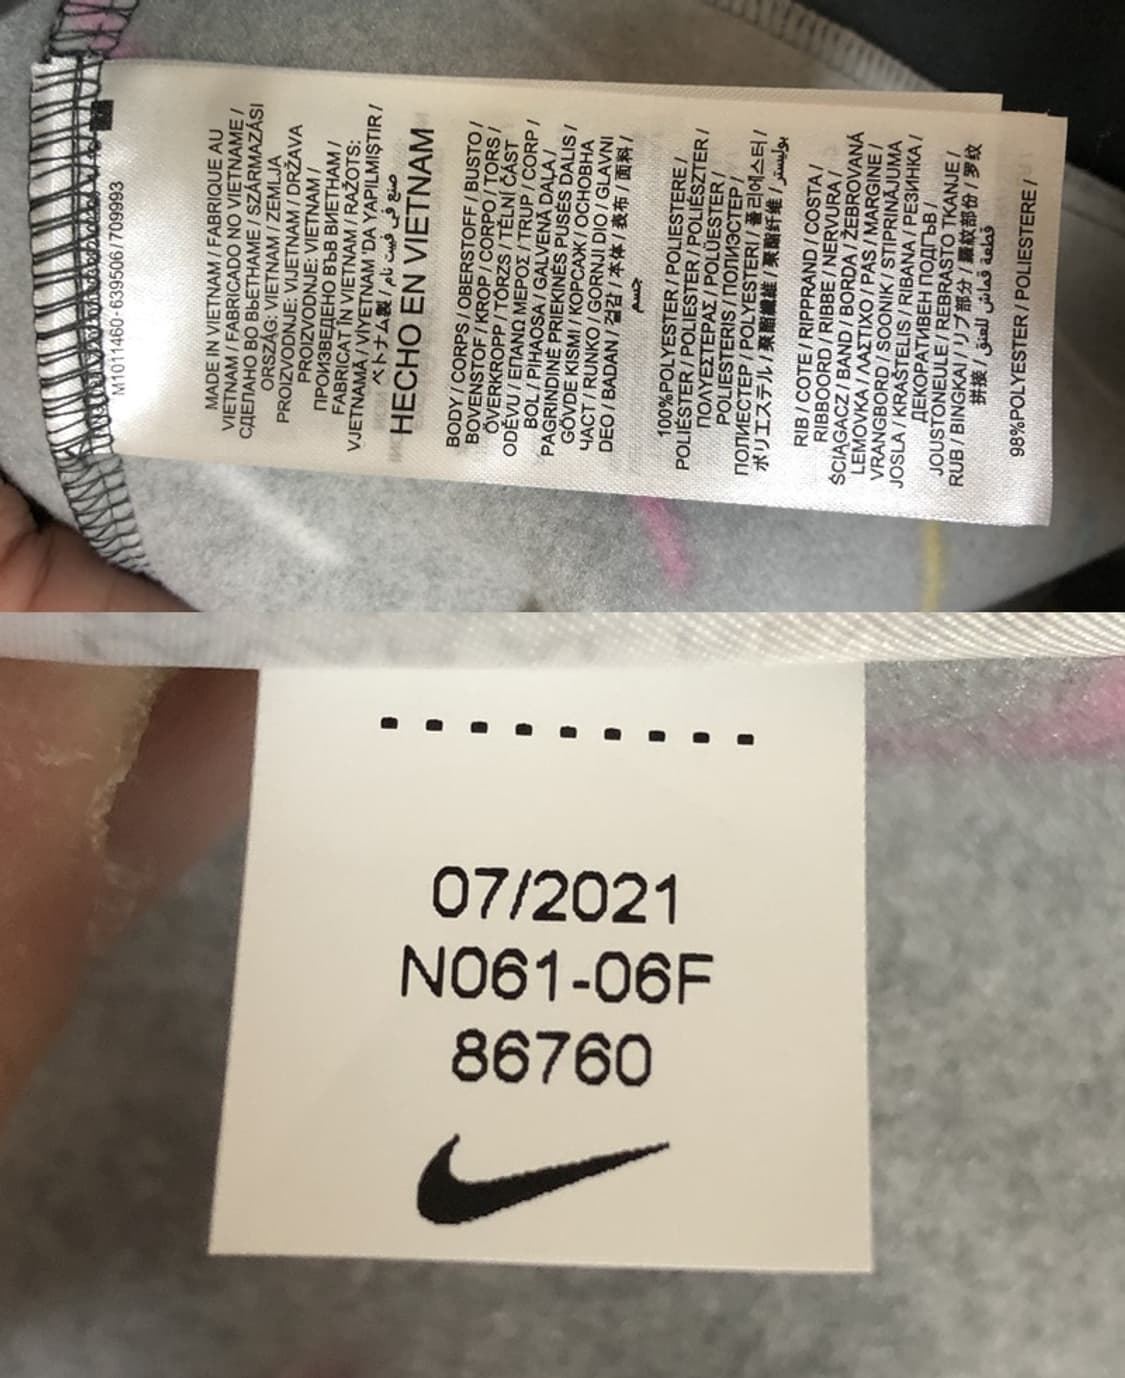 M1011460-639506/709993
MADE IN VIETNAM / FABRIQUE AU
VIETNAM / FABRICADO NO VIETNAME /
СДЕЛАНО ВО ВЬЕТНАМЕ / SZÁRMAZÁSI
ORSZÁG: VIETNAM / ZEMLJA
PROIZVODNJE: VIJETNAM / DRŽAVA
PROIZVODNJE: VIETNAM /
ПРОИЗВЕДЕНО ВЪВ ВИЕТНАМ /
FABRICAT ÎN VIETNAM / RAŽOTS:
VJETNAMĀ / VİYETNAM'DA YAPILMIŞTIR /
ベトナム製 / صنع في فييت نام
HECHO EN VIETNAM
BODY / CORPS / OBERSTOFF / BUSTO /
BOVENSTOF / KROP / CORPO / TORS /
ÖVERKROPP / TÖRZS / TĚLNÍ ČÁST
ODĚVU / ΕΠΑΝΩ ΜΕΡΟΣ / TRUP / CORP /
BOL / PIHAOSA / GALVENĀ DAĻA /
PAGRINDINĖ PRIEKINĖS PUSĖS DALIS /
GÖVDE KISMI / КОРСАЖ / ОСНОВНА
ЧАСТ / RUNKO / GORNJI DIO / GLAVNI
DEO / BADAN / 겉감 / 本体 / 表布 / 面料 /
جسم
100%POLYESTER / POLIESTERE /
POLIÉSTER / POLIESTER / POLIÉSZTER /
ΠΟΛΥΕΣΤΕΡΑΣ / POLÜESTER /
POLIESTERIS / ПОЛИЭСТЕР /
ПОЛИЕСТЕР / POLYESTERI / 폴리에스터 /
ポリエステル / 聚酯纖維 / 聚酯纤维 / بوليستر
RIB / COTE / RIPPRAND / COSTA /
RIBBOORD / RIBBE / NERVURA /
ŚCIĄGACZ / BAND / BORDA / ŽEBROVANÁ
LEMOVKA / ΛΑΣΤΙΧΟ / PAS / MARGINE /
VRANGBORD / SOONIK / STIPRINĀJUMA
JOSLA / KRAŠTELIS / RIBANA / РЕЗИНКА /
ДЕКОРАТИВЕН ПОДГЪВ /
JOUSTONEULE / REBRASTO TKANJE /
RUB / BINGKAI / リブ部分 / 羅紋部份 / 罗纹
拼接 / قطعة قماش للعنق
98%POLYESTER / POLIESTERE /
07/2021
N061-06F
86760